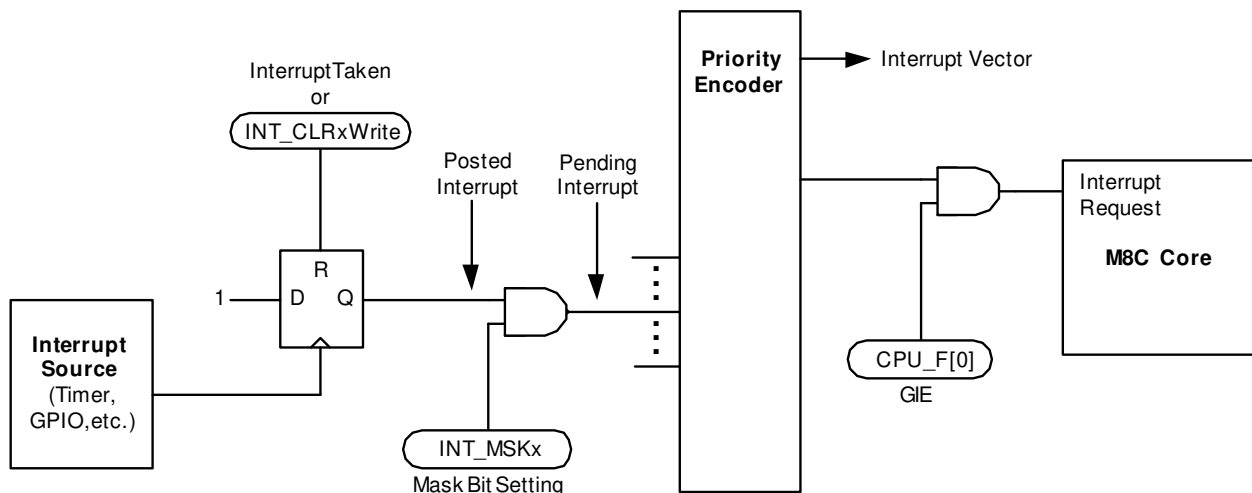 InterruptTaken
or
INT_CLRxWrite
Posted
Interrupt
Pending
Interrupt
Priority
Encoder
Interrupt Vector
Interrupt
Request
M8C Core
R
1
D Q
Interrupt
Source
(Timer,
GPIO,etc.)
INT_MSKx
Mask Bit Setting
CPU_F[0]
GIE